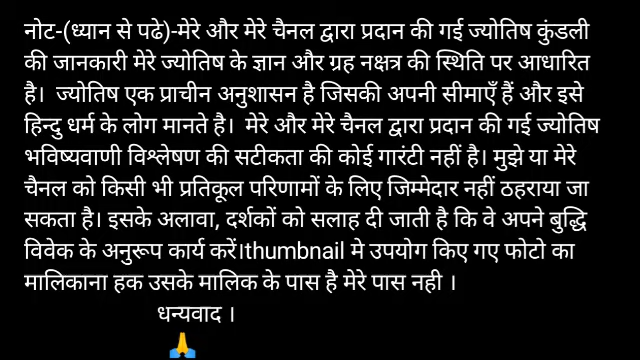 नोट-(ध्यान से पढे)-मेरे और मेरे चैनल द्वारा प्रदान की गई ज्योतिष कुंडली
की जानकारी मेरे ज्योतिष के ज्ञान और ग्रह नक्षत्र की स्थिति पर आधारित
है। ज्योतिष एक प्राचीन अनुशासन है जिसकी अपनी सीमाएँ हैं और इसे
हिन्दु धर्म के लोग मानते है। मेरे और मेरे चैनल द्वारा प्रदान की गई ज्योतिष
भविष्यवाणी विश्लेषण की सटीकता की कोई गारंटी नहीं है। मुझे या मेरे
चैनल को किसी भी प्रतिकूल परिणामों के लिए जिम्मेदार नहीं ठहराया जा
सकता है। इसके अलावा, दर्शकों को सलाह दी जाती है कि वे अपने बुद्धि
विवेक के अनुरूप कार्य करें।thumbnail मे उपयोग किए गए फोटो का
मालिकाना हक उसके मालिक के पास है मेरे पास नही ।
धन्यवाद ।
🙏